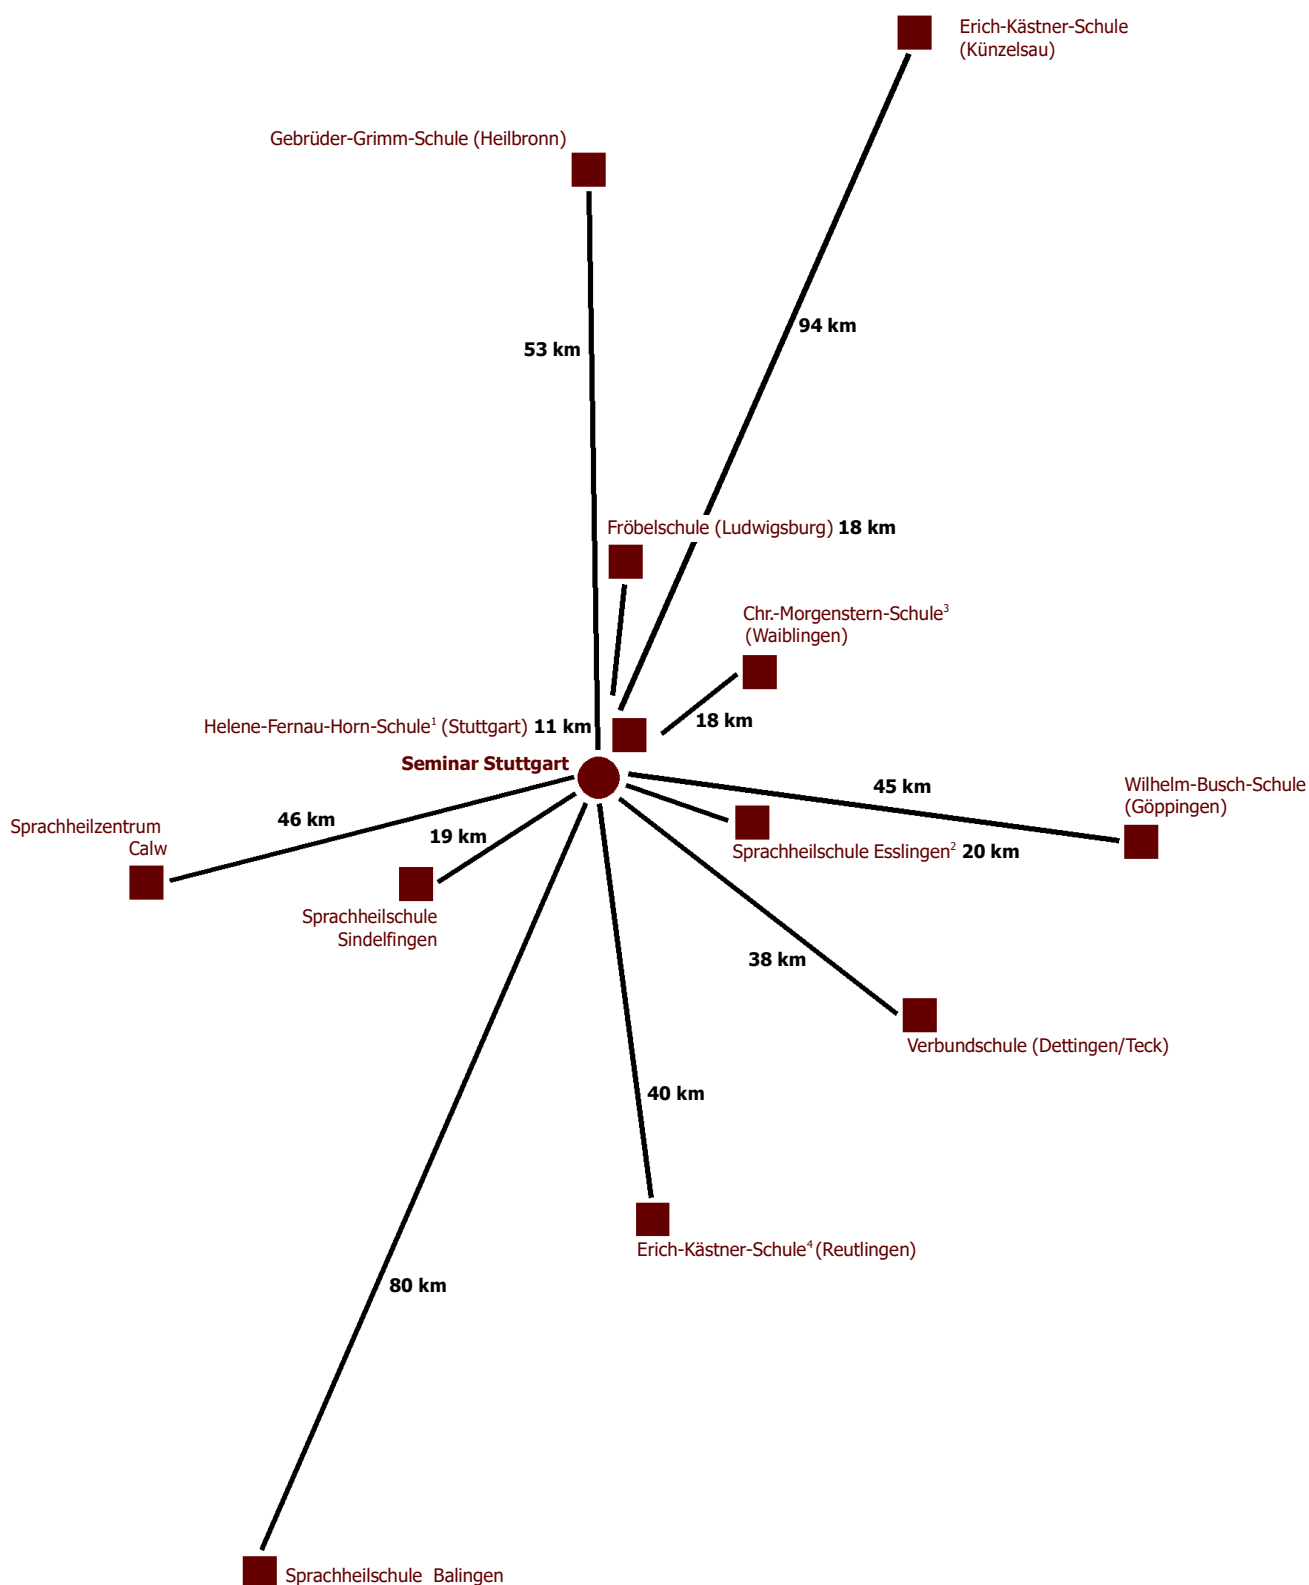 Erich-Kästner-Schule
(Künzelsau)
Gebrüder-Grimm-Schule (Heilbronn)
94 km
53 km
Fröbelschule (Ludwigsburg) 18 km
Chr.-Morgenstern-Schule³
(Waiblingen)
18 km
Helene-Fernau-Horn-Schule¹ (Stuttgart) 11 km
Seminar Stuttgart
45 km
Wilhelm-Busch-Schule
(Göppingen)
46 km
Sprachheilzentrum
Calw
19 km
Sprachheilschule Esslingen² 20 km
Sprachheilschule
Sindelfingen
38 km
Verbundschule (Dettingen/Teck)
40 km
Erich-Kästner-Schule⁴ (Reutlingen)
80 km
Sprachheilschule Balingen